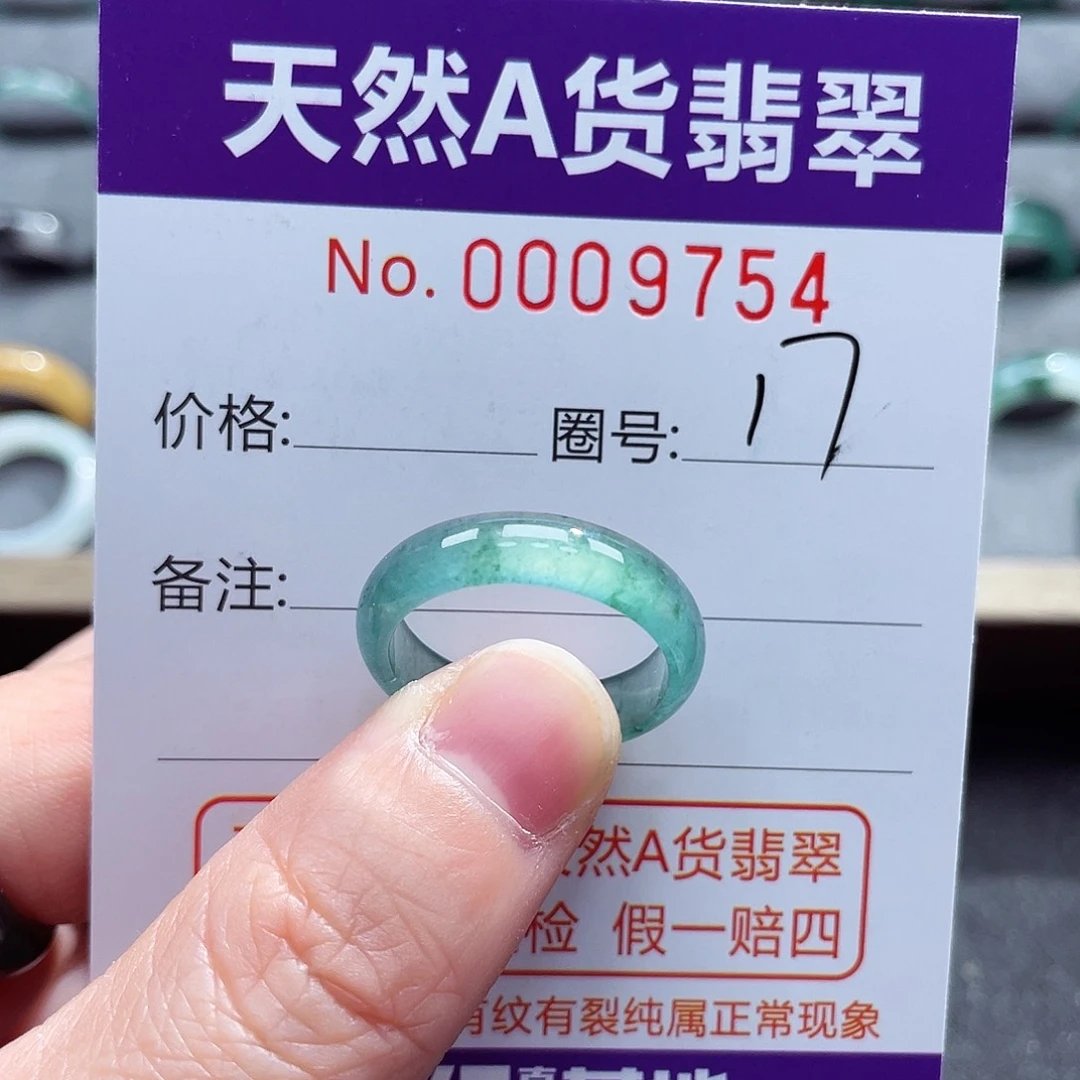 天然A货翡翠
No. 0009754
价格: 圈号: 17
备注:
然A货翡翠
检 假一赔四
有纹有裂纯属正常现象